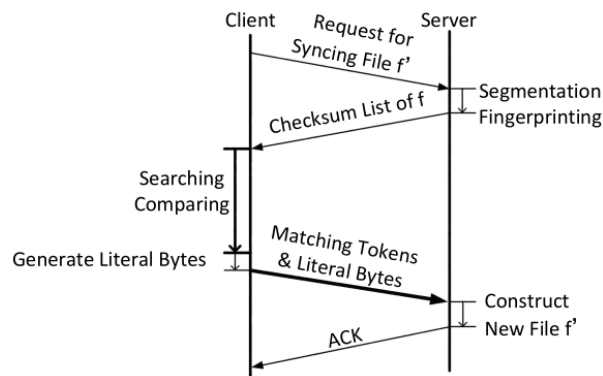 Client
Server
Request for
Syncing File f’
Segmentation
Fingerprinting
Checksum List of f
Searching
Comparing
Generate Literal Bytes
Matching Tokens
& Literal Bytes
Construct
New File f’
ACK